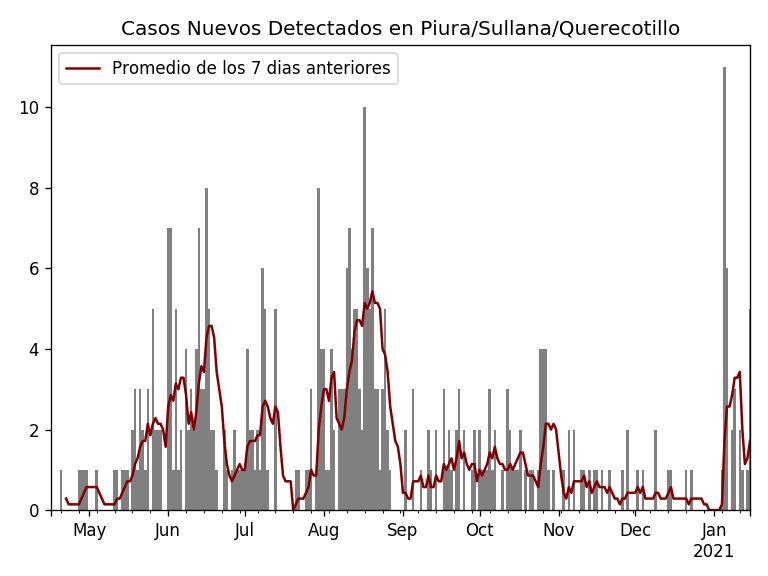 Casos Nuevos Detectados en Piura/Sullana/Querecotillo
Promedio de los 7 dias anteriores
10
8
6
4
2
0
May Jun Jul Aug Sep Oct Nov Dec Jan
2021